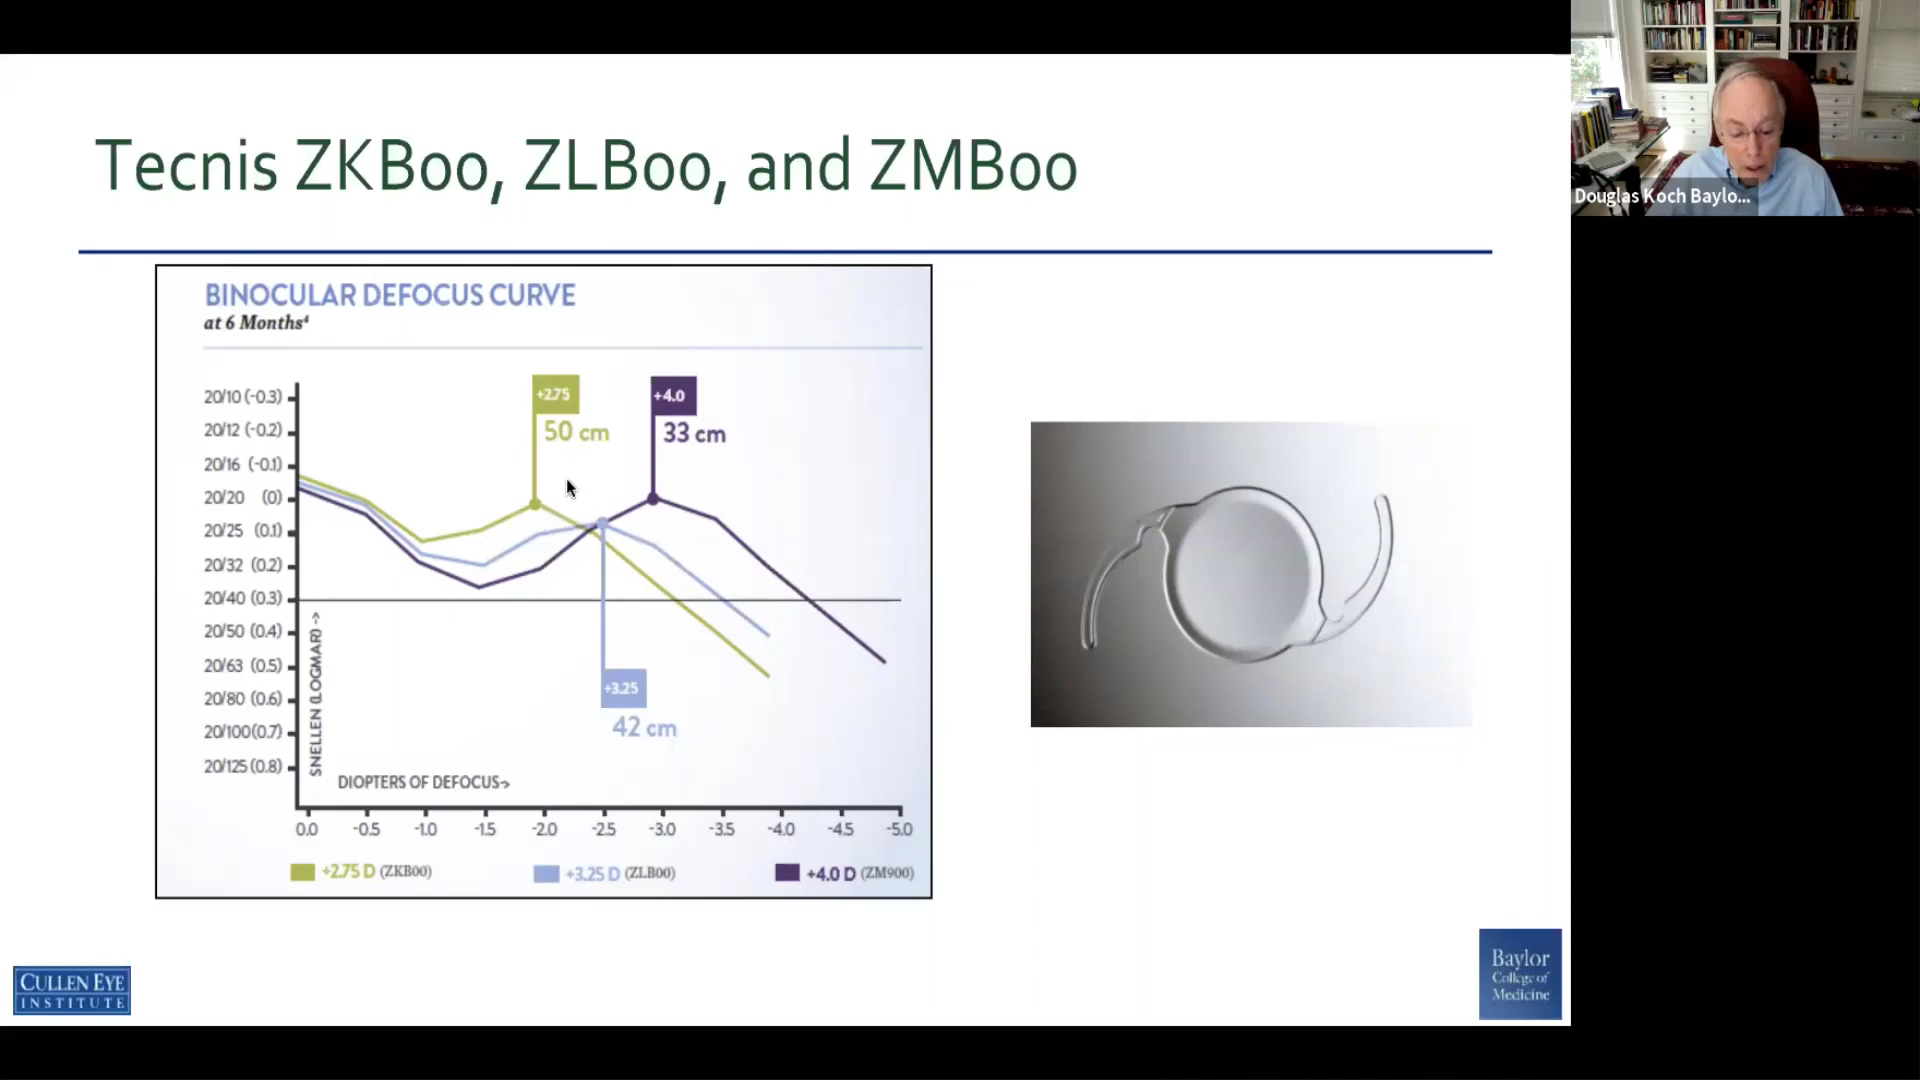 Tecnis ZKBoo, ZLBoo, and ZMBoo
Douglas Koch Baylo...
BINOCULAR DEFOCUS CURVE
at 6 Months⁴
+2.75
50 cm
+4.0
33 cm
20/10 (-0.3)
20/12 (-0.2)
20/16 (-0.1)
20/20 (0)
20/25 (0.1)
20/32 (0.2)
20/40 (0.3)
20/50 (0.4)
20/63 (0.5)
20/80 (0.6)
20/100(0.7)
20/125 (0.8)
SNELLEN (LOGMAR) ->
+3.25
42 cm
DIOPTERS OF DEFOCUS->
0.0 -0.5 -1.0 -1.5 -2.0 -2.5 -3.0 -3.5 -4.0 -4.5 -5.0
+2.75 D (ZKB00) +3.25 D (ZLB00) +4.0 D (ZM900)
CULLEN EYE
INSTITUTE
Baylor
College of
Medicine